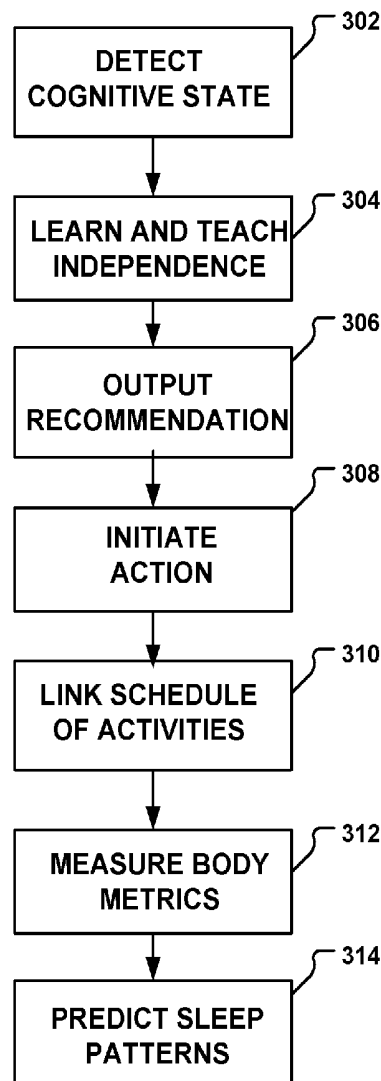 302
DETECT
COGNITIVE STATE
304
LEARN AND TEACH
INDEPENDENCE
306
OUTPUT
RECOMMENDATION
308
INITIATE
ACTION
310
LINK SCHEDULE
OF ACTIVITIES
312
MEASURE BODY
METRICS
314
PREDICT SLEEP
PATTERNS